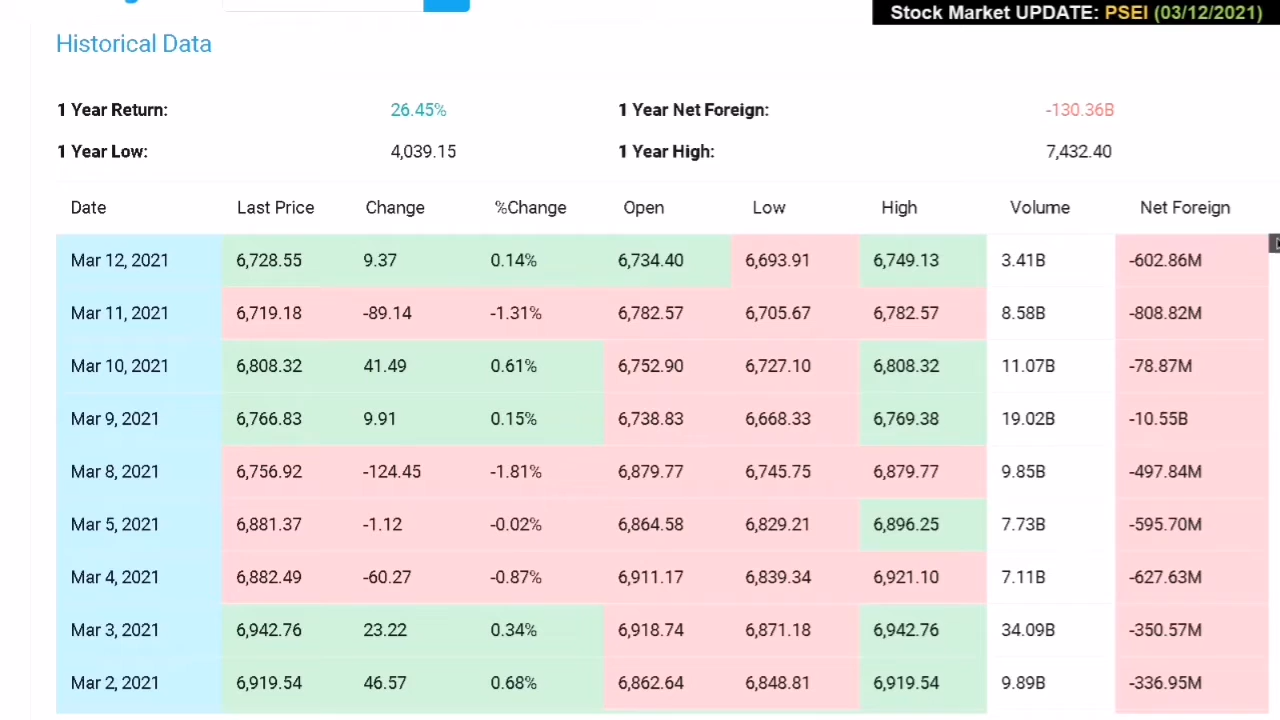 Stock Market UPDATE: PSEI (03/12/2021)
Historical Data
1 Year Return: 26.45% 1 Year Net Foreign: -130.36B
1 Year Low: 4,039.15 1 Year High: 7,432.40
Date Last Price Change %Change Open Low High Volume Net Foreign
Mar 12, 2021 6,728.55 9.37 0.14% 6,734.40 6,693.91 6,749.13 3.41B -602.86M
Mar 11, 2021 6,719.18 -89.14 -1.31% 6,782.57 6,705.67 6,782.57 8.58B -808.82M
Mar 10, 2021 6,808.32 41.49 0.61% 6,752.90 6,727.10 6,808.32 11.07B -78.87M
Mar 9, 2021 6,766.83 9.91 0.15% 6,738.83 6,668.33 6,769.38 19.02B -10.55B
Mar 8, 2021 6,756.92 -124.45 -1.81% 6,879.77 6,745.75 6,879.77 9.85B -497.84M
Mar 5, 2021 6,881.37 -1.12 -0.02% 6,864.58 6,829.21 6,896.25 7.73B -595.70M
Mar 4, 2021 6,882.49 -60.27 -0.87% 6,911.17 6,839.34 6,921.10 7.11B -627.63M
Mar 3, 2021 6,942.76 23.22 0.34% 6,918.74 6,871.18 6,942.76 34.09B -350.57M
Mar 2, 2021 6,919.54 46.57 0.68% 6,862.64 6,848.81 6,919.54 9.89B -336.95M